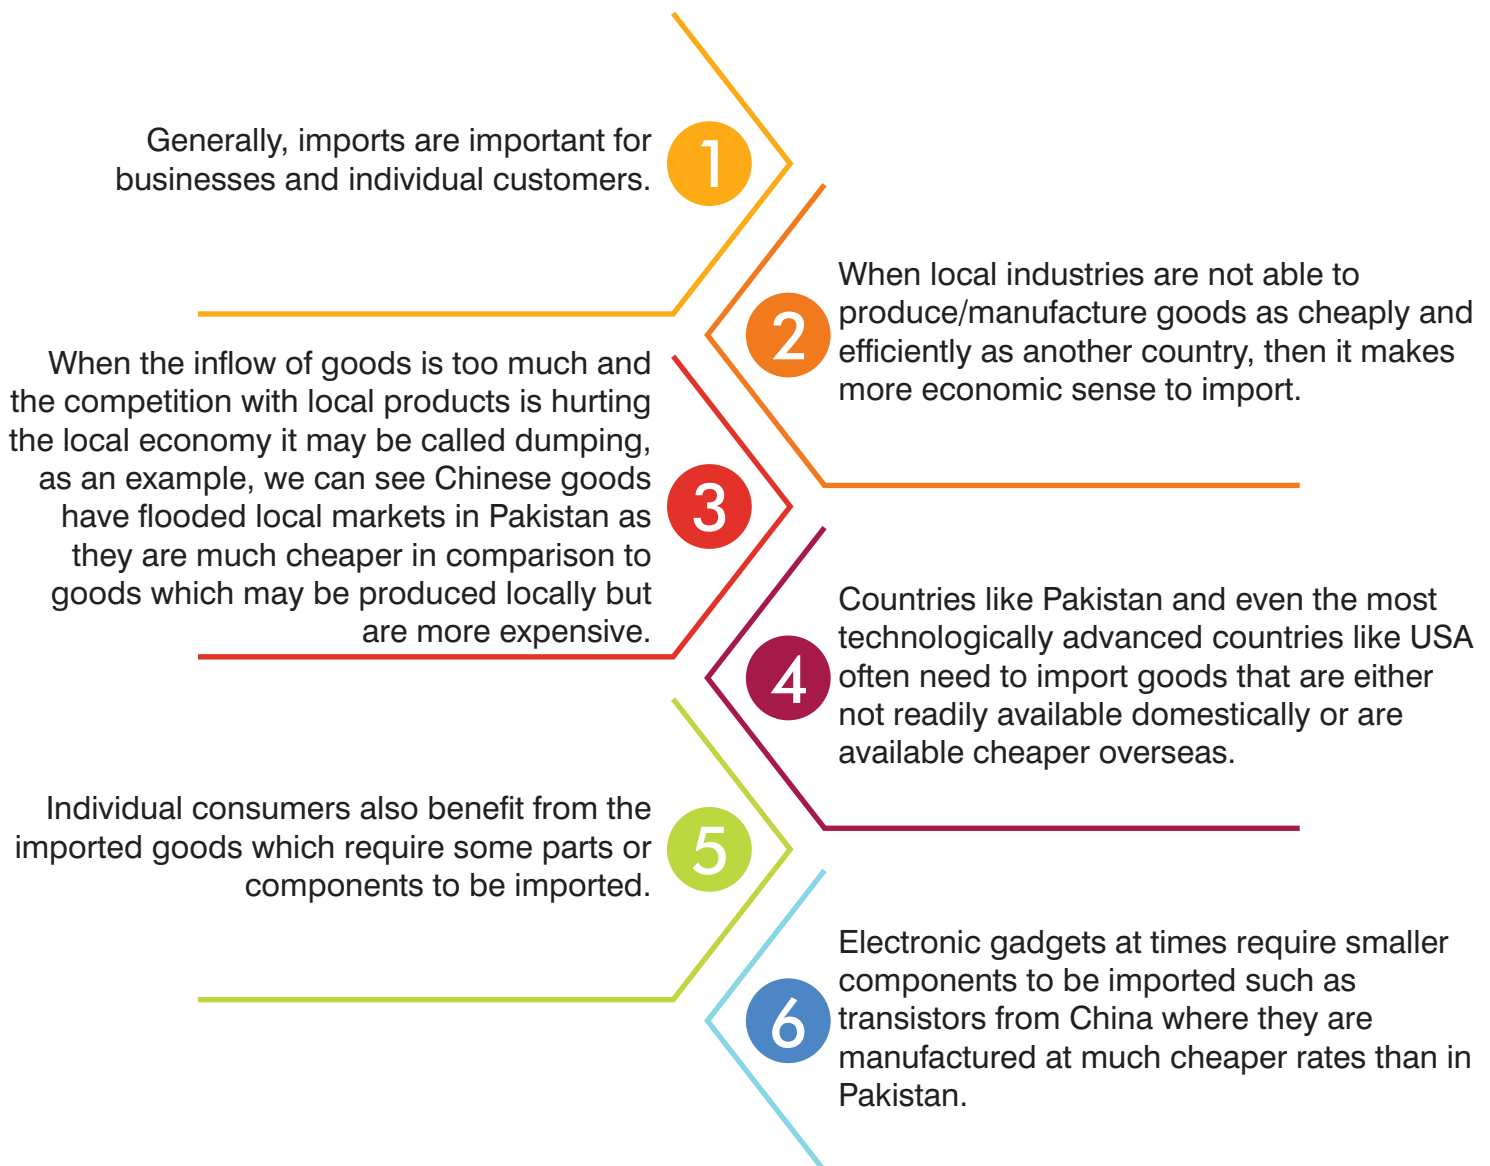 Generally, imports are important for
businesses and individual customers.
1
2
When local industries are not able to
produce/manufacture goods as cheaply and
efficiently as another country, then it makes
more economic sense to import.
When the inflow of goods is too much and
the competition with local products is hurting
the local economy it may be called dumping,
as an example, we can see Chinese goods
have flooded local markets in Pakistan as
they are much cheaper in comparison to
goods which may be produced locally but
are more expensive.
3
4
Countries like Pakistan and even the most
technologically advanced countries like USA
often need to import goods that are either
not readily available domestically or are
available cheaper overseas.
Individual consumers also benefit from the
imported goods which require some parts or
components to be imported.
5
6
Electronic gadgets at times require smaller
components to be imported such as
transistors from China where they are
manufactured at much cheaper rates than in
Pakistan.